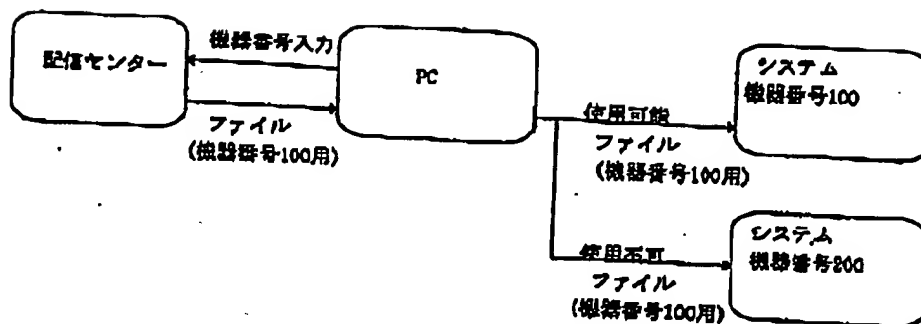 配信センター
機器番号入力
ファイル
(機器番号100用)
PC
使用可能
ファイル
(機器番号100用)
システム
機器番号100
使用不可
ファイル
(機器番号100用)
システム
機器番号200